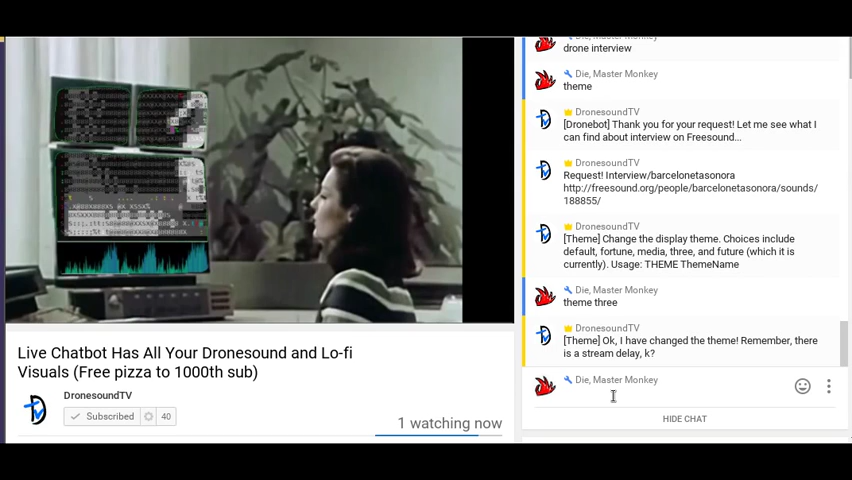 Die, Master Monkey
drone interview
Die, Master Monkey
theme
DronesoundTV
[Dronebot] Thank you for your request! Let me see what I
can find about interview on Freesound...
DronesoundTV
Request! Interview/barcelonetasonora
http://freesound.org/people/barcelonetasonora/sounds/
188855/
DronesoundTV
[Theme] Change the display theme. Choices include
default, fortune, media, three, and future (which it is
currently). Usage: THEME ThemeName
Die, Master Monkey
theme three
DronesoundTV
[Theme] Ok, I have changed the theme! Remember, there
is a stream delay, k?
Die, Master Monkey
HIDE CHAT
Live Chatbot Has All Your Dronesound and Lo-fi
Visuals (Free pizza to 1000th sub)
DronesoundTV
Subscribed 40
1 watching now